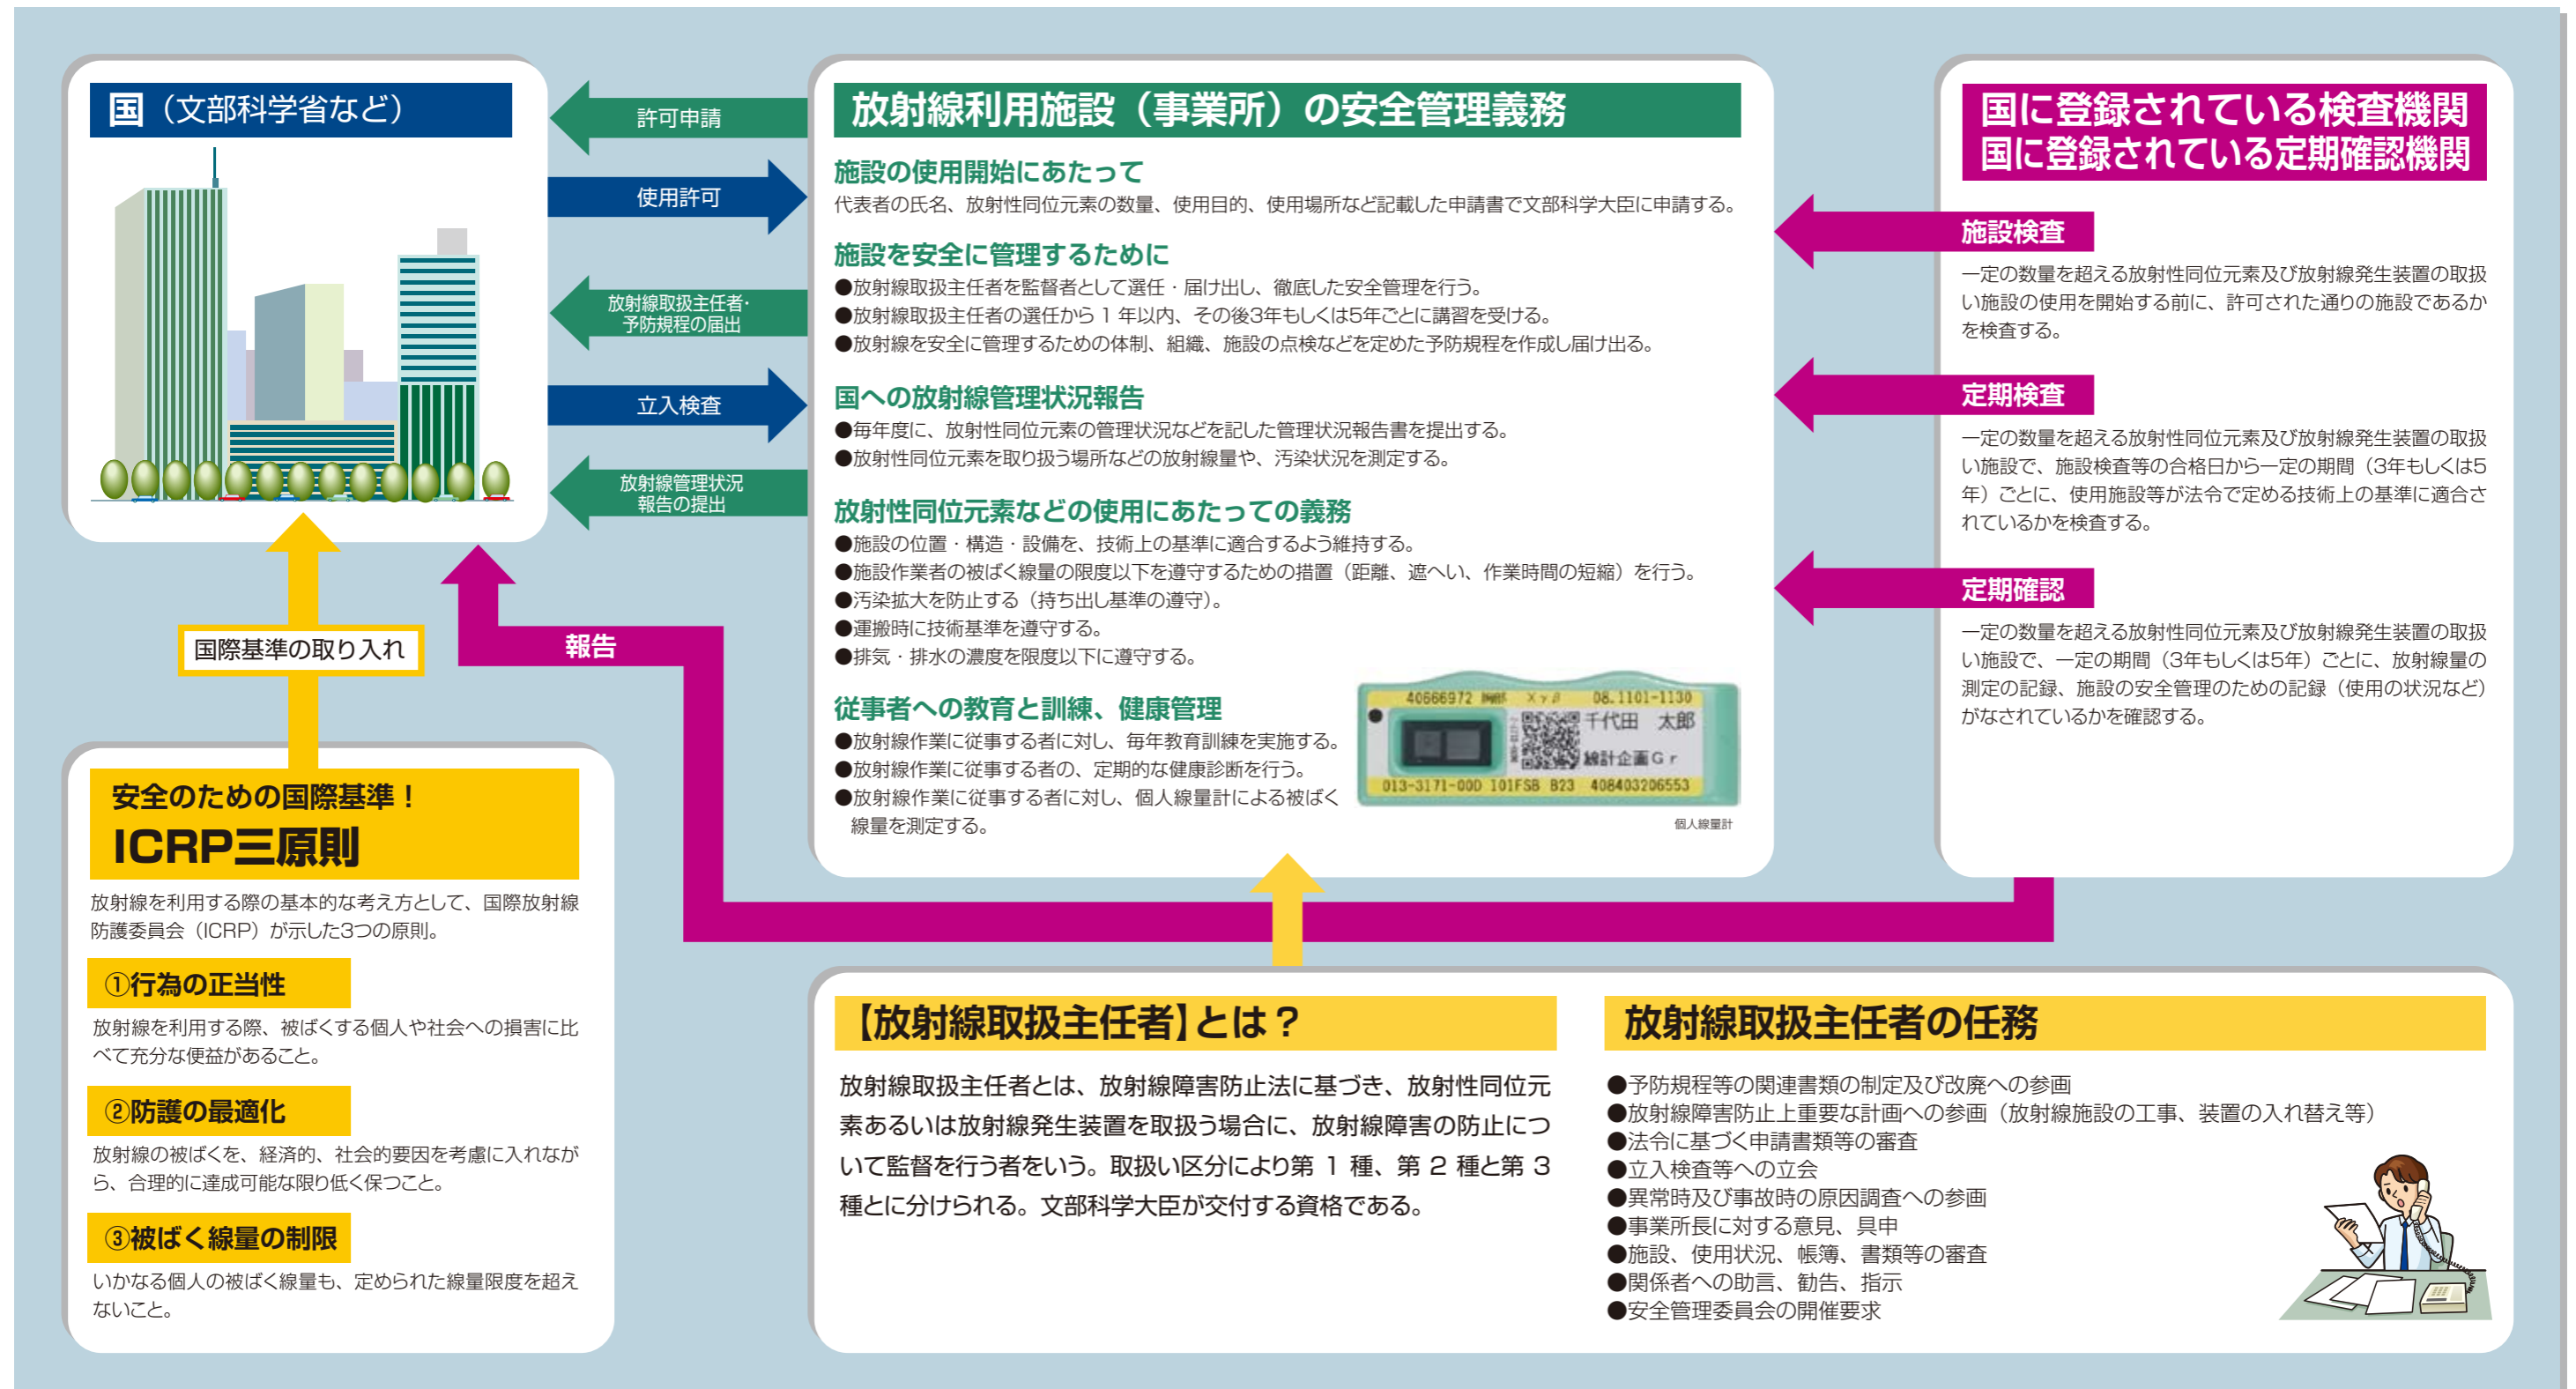 国（文部科学省など）
許可申請
使用許可
放射線取扱主任者・
予防規程の届出
立入検査
放射線管理状況
報告の提出
国際基準の取り入れ
報告
安全のための国際基準！
ICRP三原則
放射線を利用する際の基本的な考え方として、国際放射線
防護委員会（ICRP）が示した3つの原則。
①行為の正当性
放射線を利用する際、被ばくする個人や社会への損害に比
べて充分な便益があること。
②防護の最適化
放射線の被ばくを、経済的、社会的要因を考慮に入れなが
ら、合理的に達成可能な限り低く保つこと。
③被ばく線量の制限
いかなる個人の被ばく線量も、定められた線量限度を超え
ないこと。
放射線利用施設（事業所）の安全管理義務
施設の使用開始にあたって
代表者の氏名、放射性同位元素の数量、使用目的、使用場所など記載した申請書で文部科学大臣に申請する。
施設を安全に管理するために
●放射線取扱主任者を監督者として選任・届け出し、徹底した安全管理を行う。
●放射線取扱主任者の選任から 1 年以内、その後3年もしくは5年ごとに講習を受ける。
●放射線を安全に管理するための体制、組織、施設の点検などを定めた予防規程を作成し届け出る。
国への放射線管理状況報告
●毎年度に、放射性同位元素の管理状況などを記した管理状況報告書を提出する。
●放射性同位元素を取り扱う場所などの放射線量や、汚染状況を測定する。
放射性同位元素などの使用にあたっての義務
●施設の位置・構造・設備を、技術上の基準に適合するよう維持する。
●施設作業者の被ばく線量の限度以下を遵守するための措置（距離、遮へい、作業時間の短縮）を行う。
●汚染拡大を防止する（持ち出し基準の遵守）。
●運搬時に技術基準を遵守する。
●排気・排水の濃度を限度以下に遵守する。
従事者への教育と訓練、健康管理
●放射線作業に従事する者に対し、毎年教育訓練を実施する。
●放射線作業に従事する者の、定期的な健康診断を行う。
●放射線作業に従事する者に対し、個人線量計による被ばく
線量を測定する。
40666972 胸部 Xγβ 08.1101-1130
千代田 太郎
線計企画Gr
013-3171-00D 101FSB B23 408403206553
個人線量計
国に登録されている検査機関
国に登録されている定期確認機関
施設検査
一定の数量を超える放射性同位元素及び放射線発生装置の取扱
い施設の使用を開始する前に、許可された通りの施設であるか
を検査する。
定期検査
一定の数量を超える放射性同位元素及び放射線発生装置の取扱
い施設で、施設検査等の合格日から一定の期間（3年もしくは5
年）ごとに、使用施設等が法令で定める技術上の基準に適合さ
れているかを検査する。
定期確認
一定の数量を超える放射性同位元素及び放射線発生装置の取扱
い施設で、一定の期間（3年もしくは5年）ごとに、放射線量の
測定の記録、施設の安全管理のための記録（使用の状況など）
がなされているかを確認する。
【放射線取扱主任者】とは？
放射線取扱主任者とは、放射線障害防止法に基づき、放射性同位元
素あるいは放射線発生装置を取扱う場合に、放射線障害の防止につ
いて監督を行う者をいう。取扱い区分により第 1 種、第 2 種と第 3
種とに分けられる。文部科学大臣が交付する資格である。
放射線取扱主任者の任務
●予防規程等の関連書類の制定及び改廃への参画
●放射線障害防止上重要な計画への参画（放射線施設の工事、装置の入れ替え等）
●法令に基づく申請書類等の審査
●立入検査等への立会
●異常時及び事故時の原因調査への参画
●事業所長に対する意見、具申
●施設、使用状況、帳簿、書類等の審査
●関係者への助言、勧告、指示
●安全管理委員会の開催要求